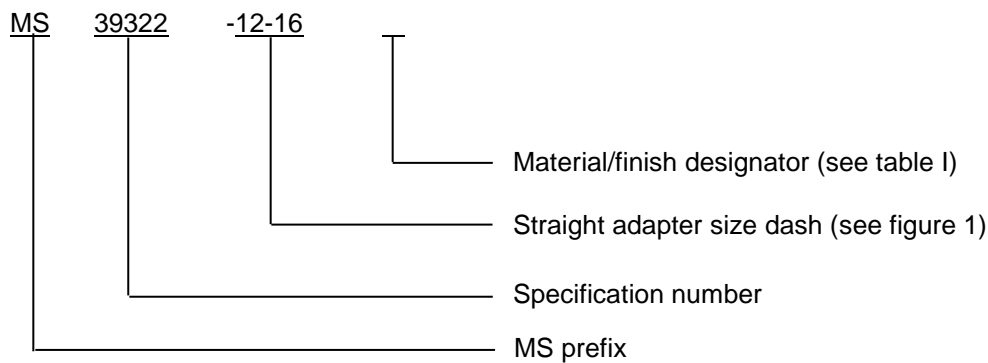 MS 39322 -12-16 _
Material/finish designator (see table I)
Straight adapter size dash (see figure 1)
Specification number
MS prefix